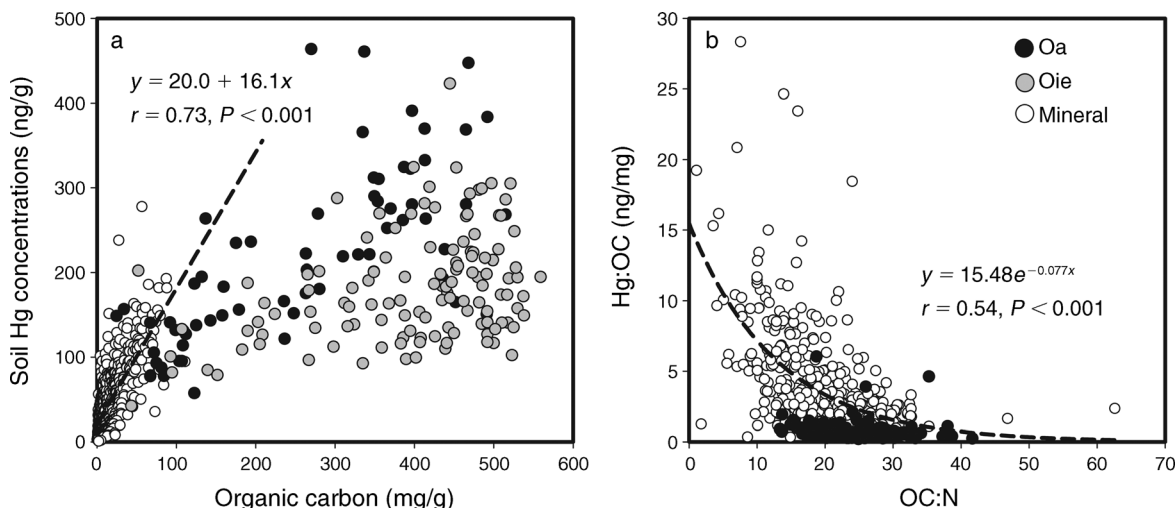 a
y = 20.0 + 16.1x
r = 0.73, P < 0.001
Soil Hg concentrations (ng/g)
500
400
300
200
100
0
0 100 200 300 400 500 600
Organic carbon (mg/g)
b
Oa
Oie
Mineral
y = 15.48e^{-0.077x}
r = 0.54, P < 0.001
Hg:OC (ng/mg)
30
25
20
15
10
5
0
0 10 20 30 40 50 60 70
OC:N